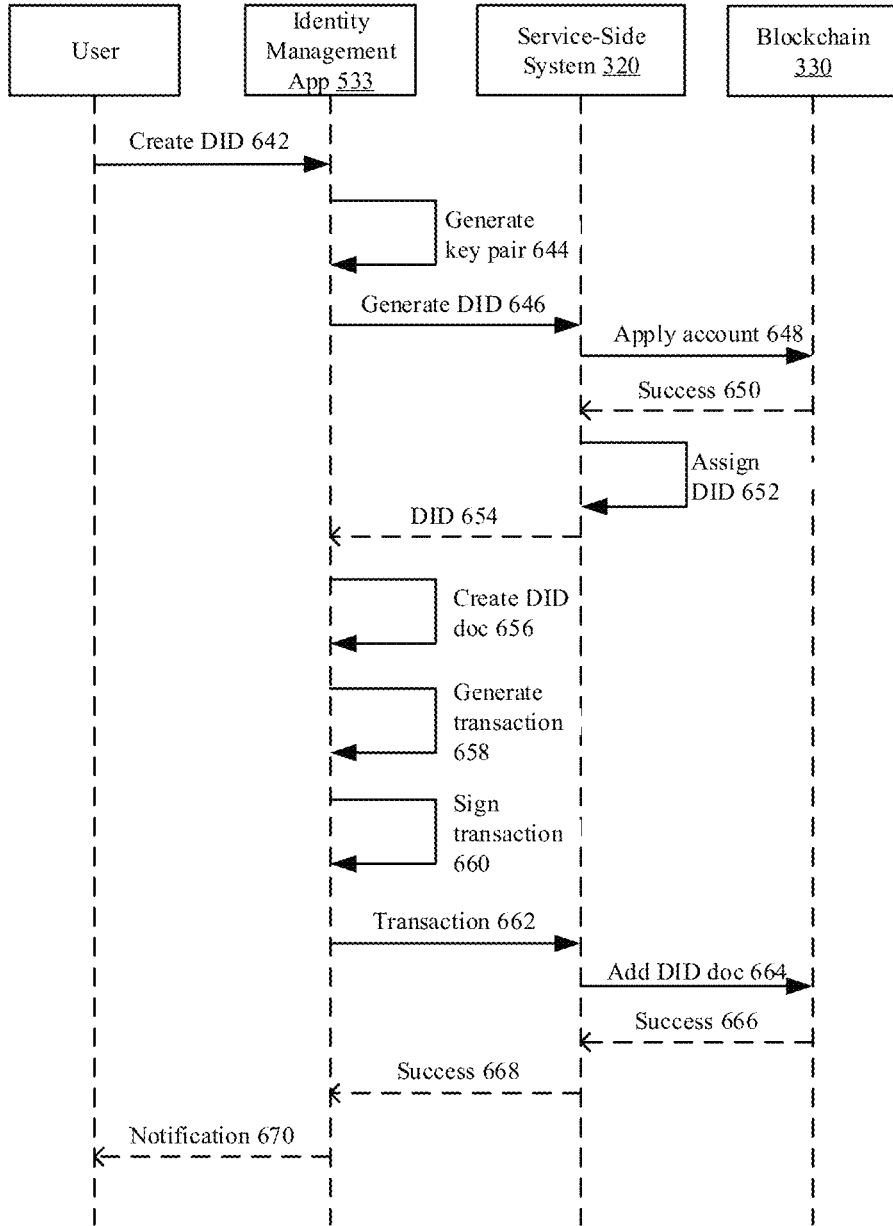 User
Identity
Management
App 533
Service-Side
System 320
Blockchain
330
Create DID 642
Generate
key pair 644
Generate DID 646
Apply account 648
Success 650
Assign
DID 652
DID 654
Create DID
doc 656
Generate
transaction
658
Sign
transaction
660
Transaction 662
Add DID doc 664
Success 666
Success 668
Notification 670